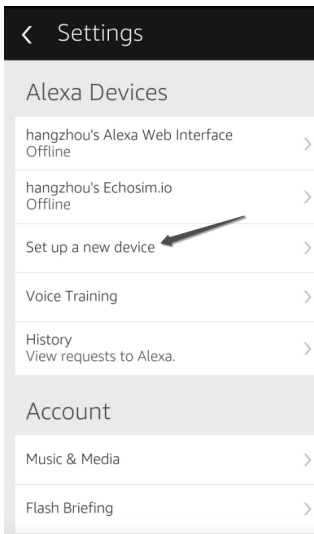 Settings
Alexa Devices
hangzhou's Alexa Web Interface
Offline
hangzhou's Echosim.io
Offline
Set up a new device
Voice Training
History
View requests to Alexa.
Account
Music & Media
Flash Briefing